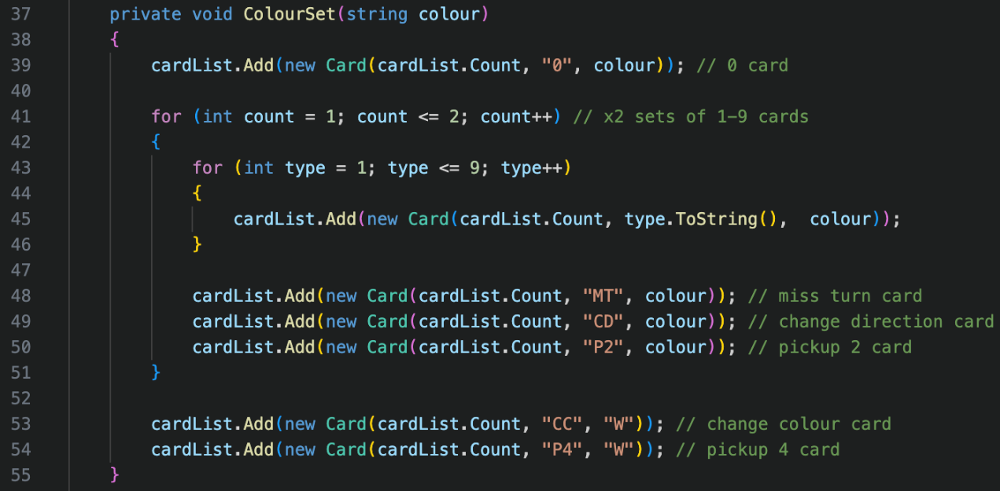 37 private void ColourSet(string colour)
38 {
39 cardList.Add(new Card(cardList.Count, "0", colour)); // 0 card
40
41 for (int count = 1; count <= 2; count++) // x2 sets of 1-9 cards
42 {
43 for (int type = 1; type <= 9; type++)
44 {
45 cardList.Add(new Card(cardList.Count, type.ToString(),  colour));
46 }
47
48 cardList.Add(new Card(cardList.Count, "MT", colour)); // miss turn card
49 cardList.Add(new Card(cardList.Count, "CD", colour)); // change direction card
50 cardList.Add(new Card(cardList.Count, "P2", colour)); // pickup 2 card
51 }
52
53 cardList.Add(new Card(cardList.Count, "CC", "W")); // change colour card
54 cardList.Add(new Card(cardList.Count, "P4", "W")); // pickup 4 card
55 }